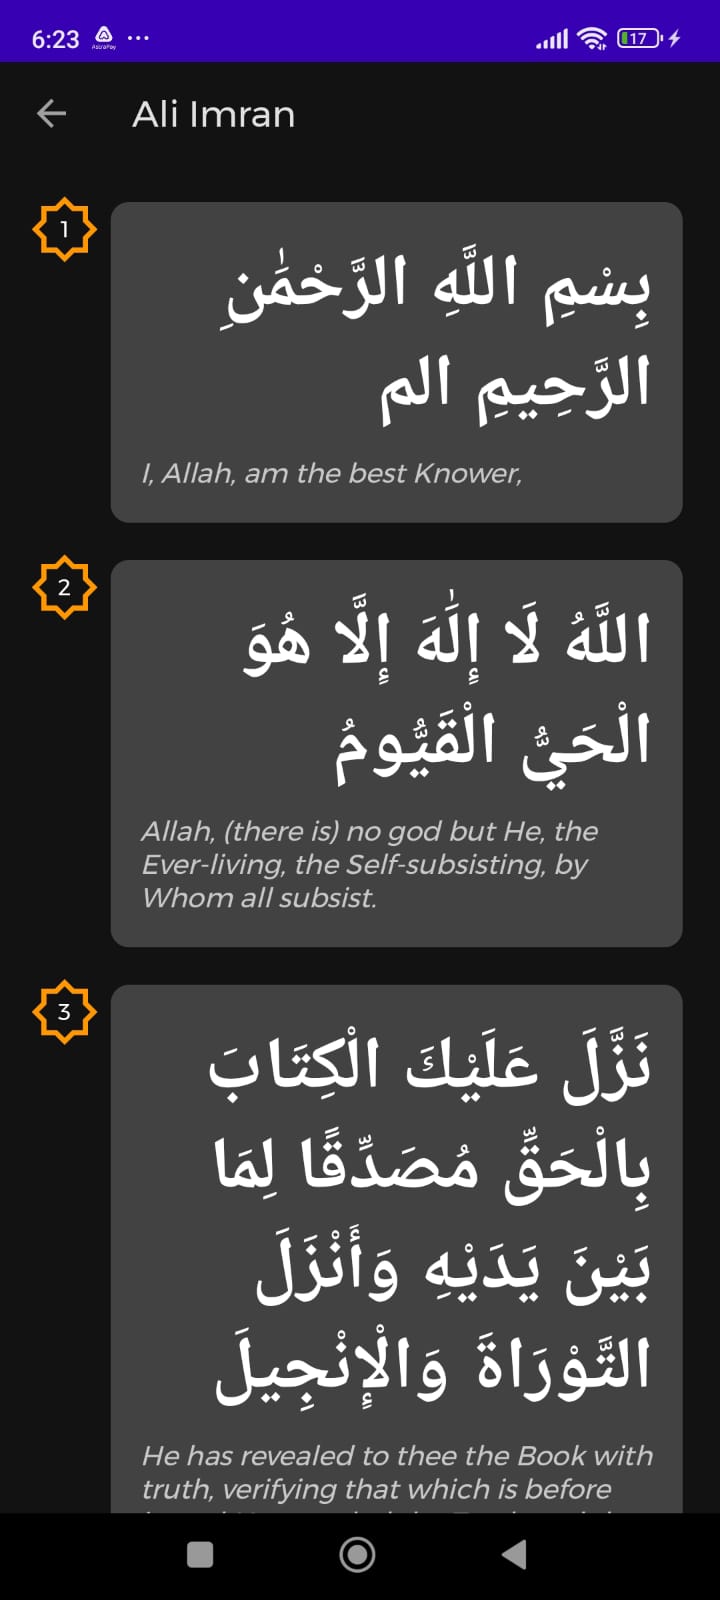 6:23
AstraPay
17
Ali Imran
1
بِسْمِ اللَّهِ الرَّحْمَٰنِ
الرَّحِيمِ الم
I, Allah, am the best Knower,
2
اللَّهُ لَا إِلَٰهَ إِلَّا هُوَ
الْحَيُّ الْقَيُّومُ
Allah, (there is) no god but He, the
Ever-living, the Self-subsisting, by
Whom all subsist.
3
نَزَّلَ عَلَيْكَ الْكِتَابَ
بِالْحَقِّ مُصَدِّقًا لِمَا
بَيْنَ يَدَيْهِ وَأَنْزَلَ
التَّوْرَاةَ وَالْإِنْجِيلَ
He has revealed to thee the Book with
truth, verifying that which is before